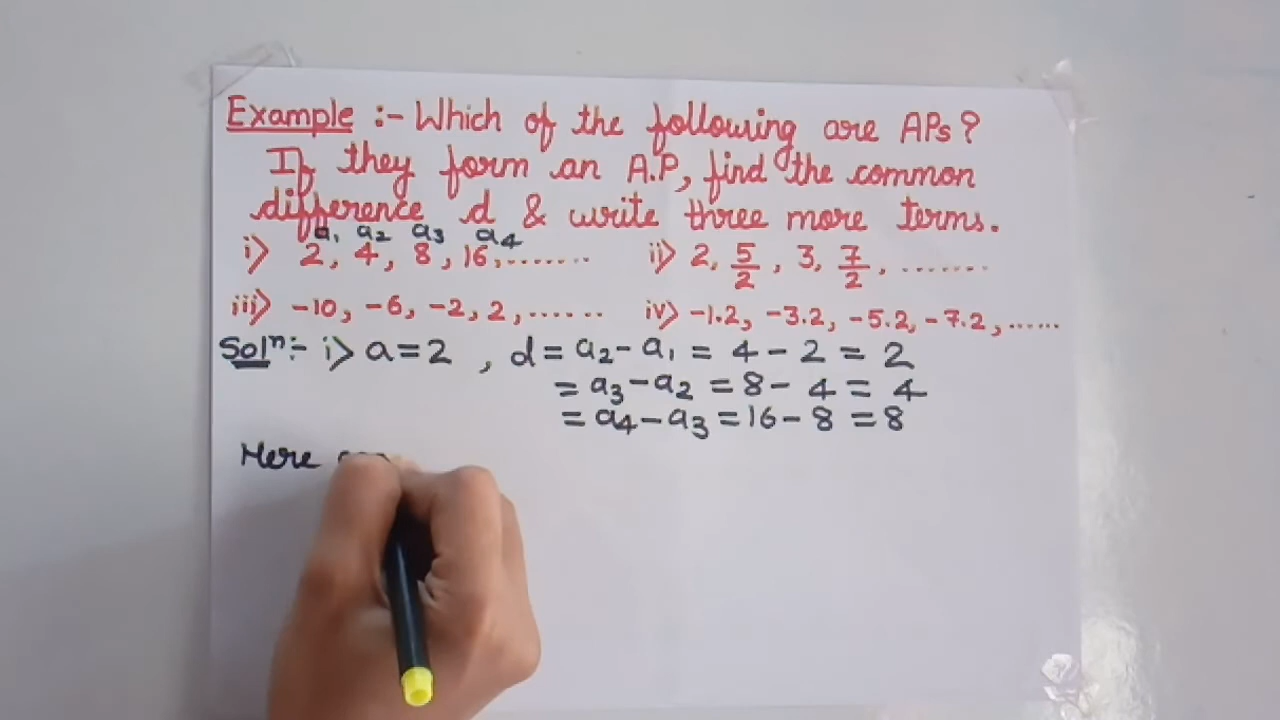 Example :- Which of the following are APs?
If they form an A.P, find the common
difference d & write three more terms.
a₁ a₂ a₃ a₄
i> 2, 4, 8, 16, ....... ii> 2, 5/2, 3, 7/2, .......
iii> -10, -6, -2, 2, ...... iv> -1.2, -3.2, -5.2, -7.2, ......
Solⁿ:- i> a = 2 , d = a₂ - a₁ = 4 - 2 = 2
= a₃ - a₂ = 8 - 4 = 4
= a₄ - a₃ = 16 - 8 = 8
Here